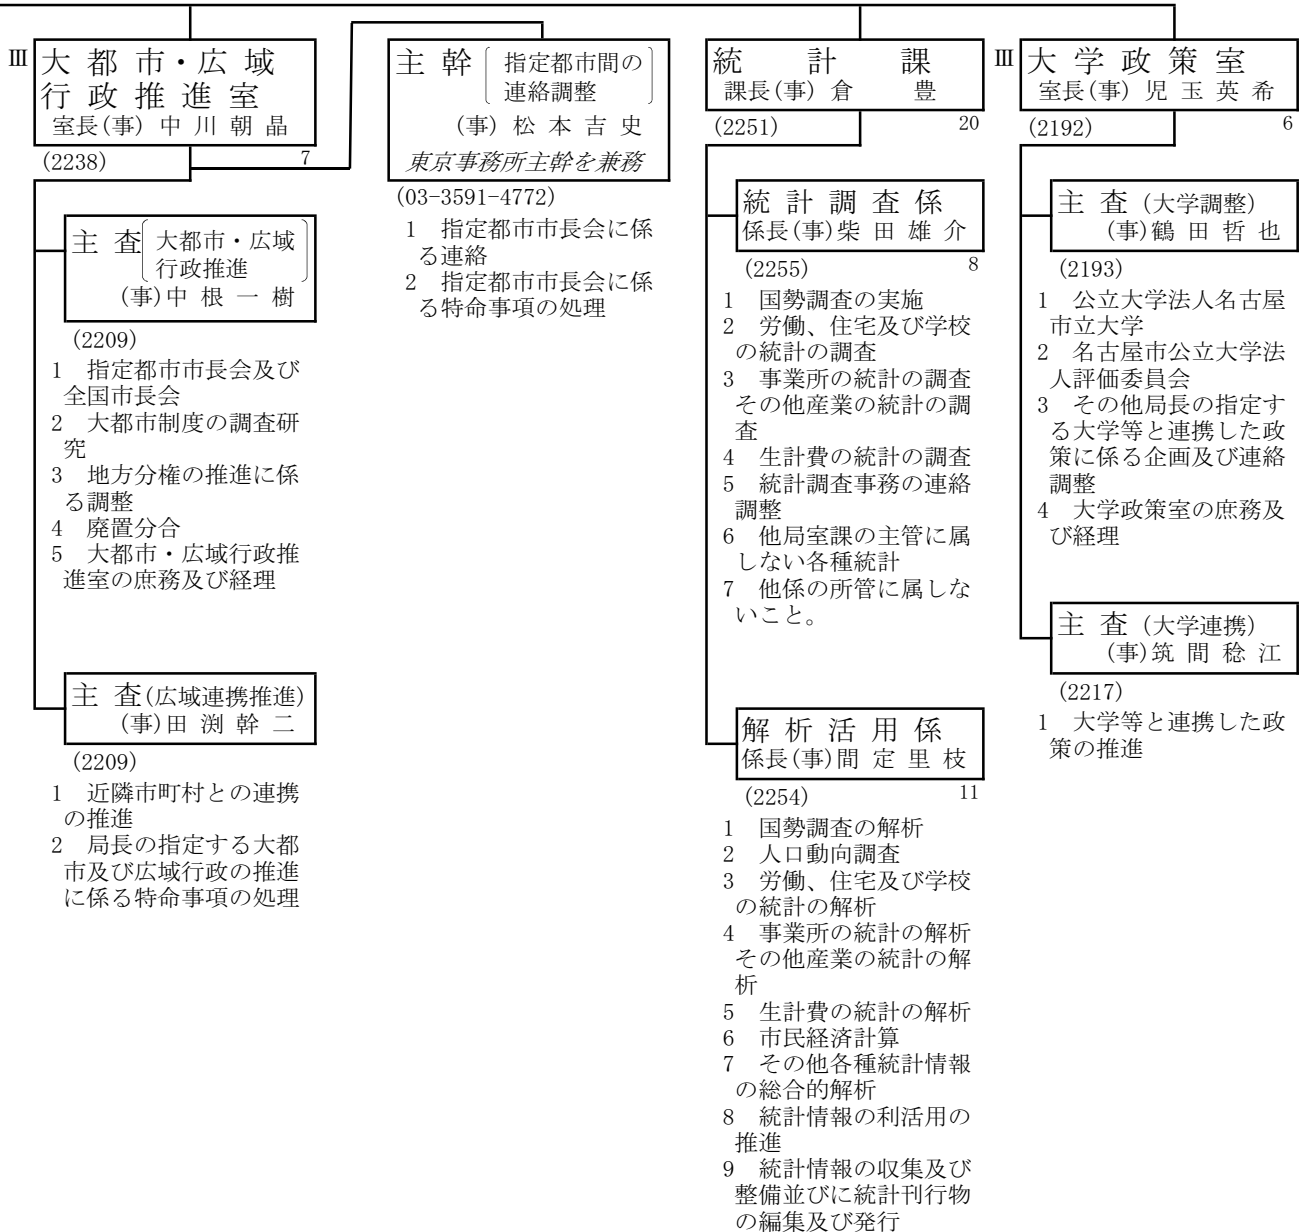 Ⅲ
大都市・広域
行政推進室
室長(事)中川朝晶
(2238) 7
主査 大都市・広域
行政推進
(事)中根一樹
(2209)
1 指定都市市長会及び
全国市長会
2 大都市制度の調査研
究
3 地方分権の推進に係
る調整
4 廃置分合
5 大都市・広域行政推
進室の庶務及び経理
主査(広域連携推進)
(事)田渕幹二
(2209)
1 近隣市町村との連携
の推進
2 局長の指定する大都
市及び広域行政の推進
に係る特命事項の処理
主幹 指定都市間の
連絡調整
(事)松本吉史
東京事務所主幹を兼務
(03-3591-4772)
1 指定都市市長会に係
る連絡
2 指定都市市長会に係
る特命事項の処理
統計課
課長(事)倉 豊
(2251) 20
統計調査係
係長(事)柴田雄介
(2255) 8
1 国勢調査の実施
2 労働、住宅及び学校
の統計の調査
3 事業所の統計の調査
その他産業の統計の調
査
4 生計費の統計の調査
5 統計調査事務の連絡
調整
6 他局室課の主管に属
しない各種統計
7 他係の所管に属しな
いこと。
解析活用係
係長(事)間定里枝
(2254) 11
1 国勢調査の解析
2 人口動向調査
3 労働、住宅及び学校
の統計の解析
4 事業所の統計の解析
その他産業の統計の解
析
5 生計費の統計の解析
6 市民経済計算
7 その他各種統計情報
の総合的解析
8 統計情報の利活用の
推進
9 統計情報の収集及び
整備並びに統計刊行物
の編集及び発行
Ⅲ
大学政策室
室長(事)児玉英希
(2192) 6
主査(大学調整)
(事)鶴田哲也
(2193)
1 公立大学法人名古屋
市立大学
2 名古屋市公立大学法
人評価委員会
3 その他局長の指定す
る大学等と連携した政
策に係る企画及び連絡
調整
4 大学政策室の庶務及
び経理
主査(大学連携)
(事)筑間稔江
(2217)
1 大学等と連携した政
策の推進